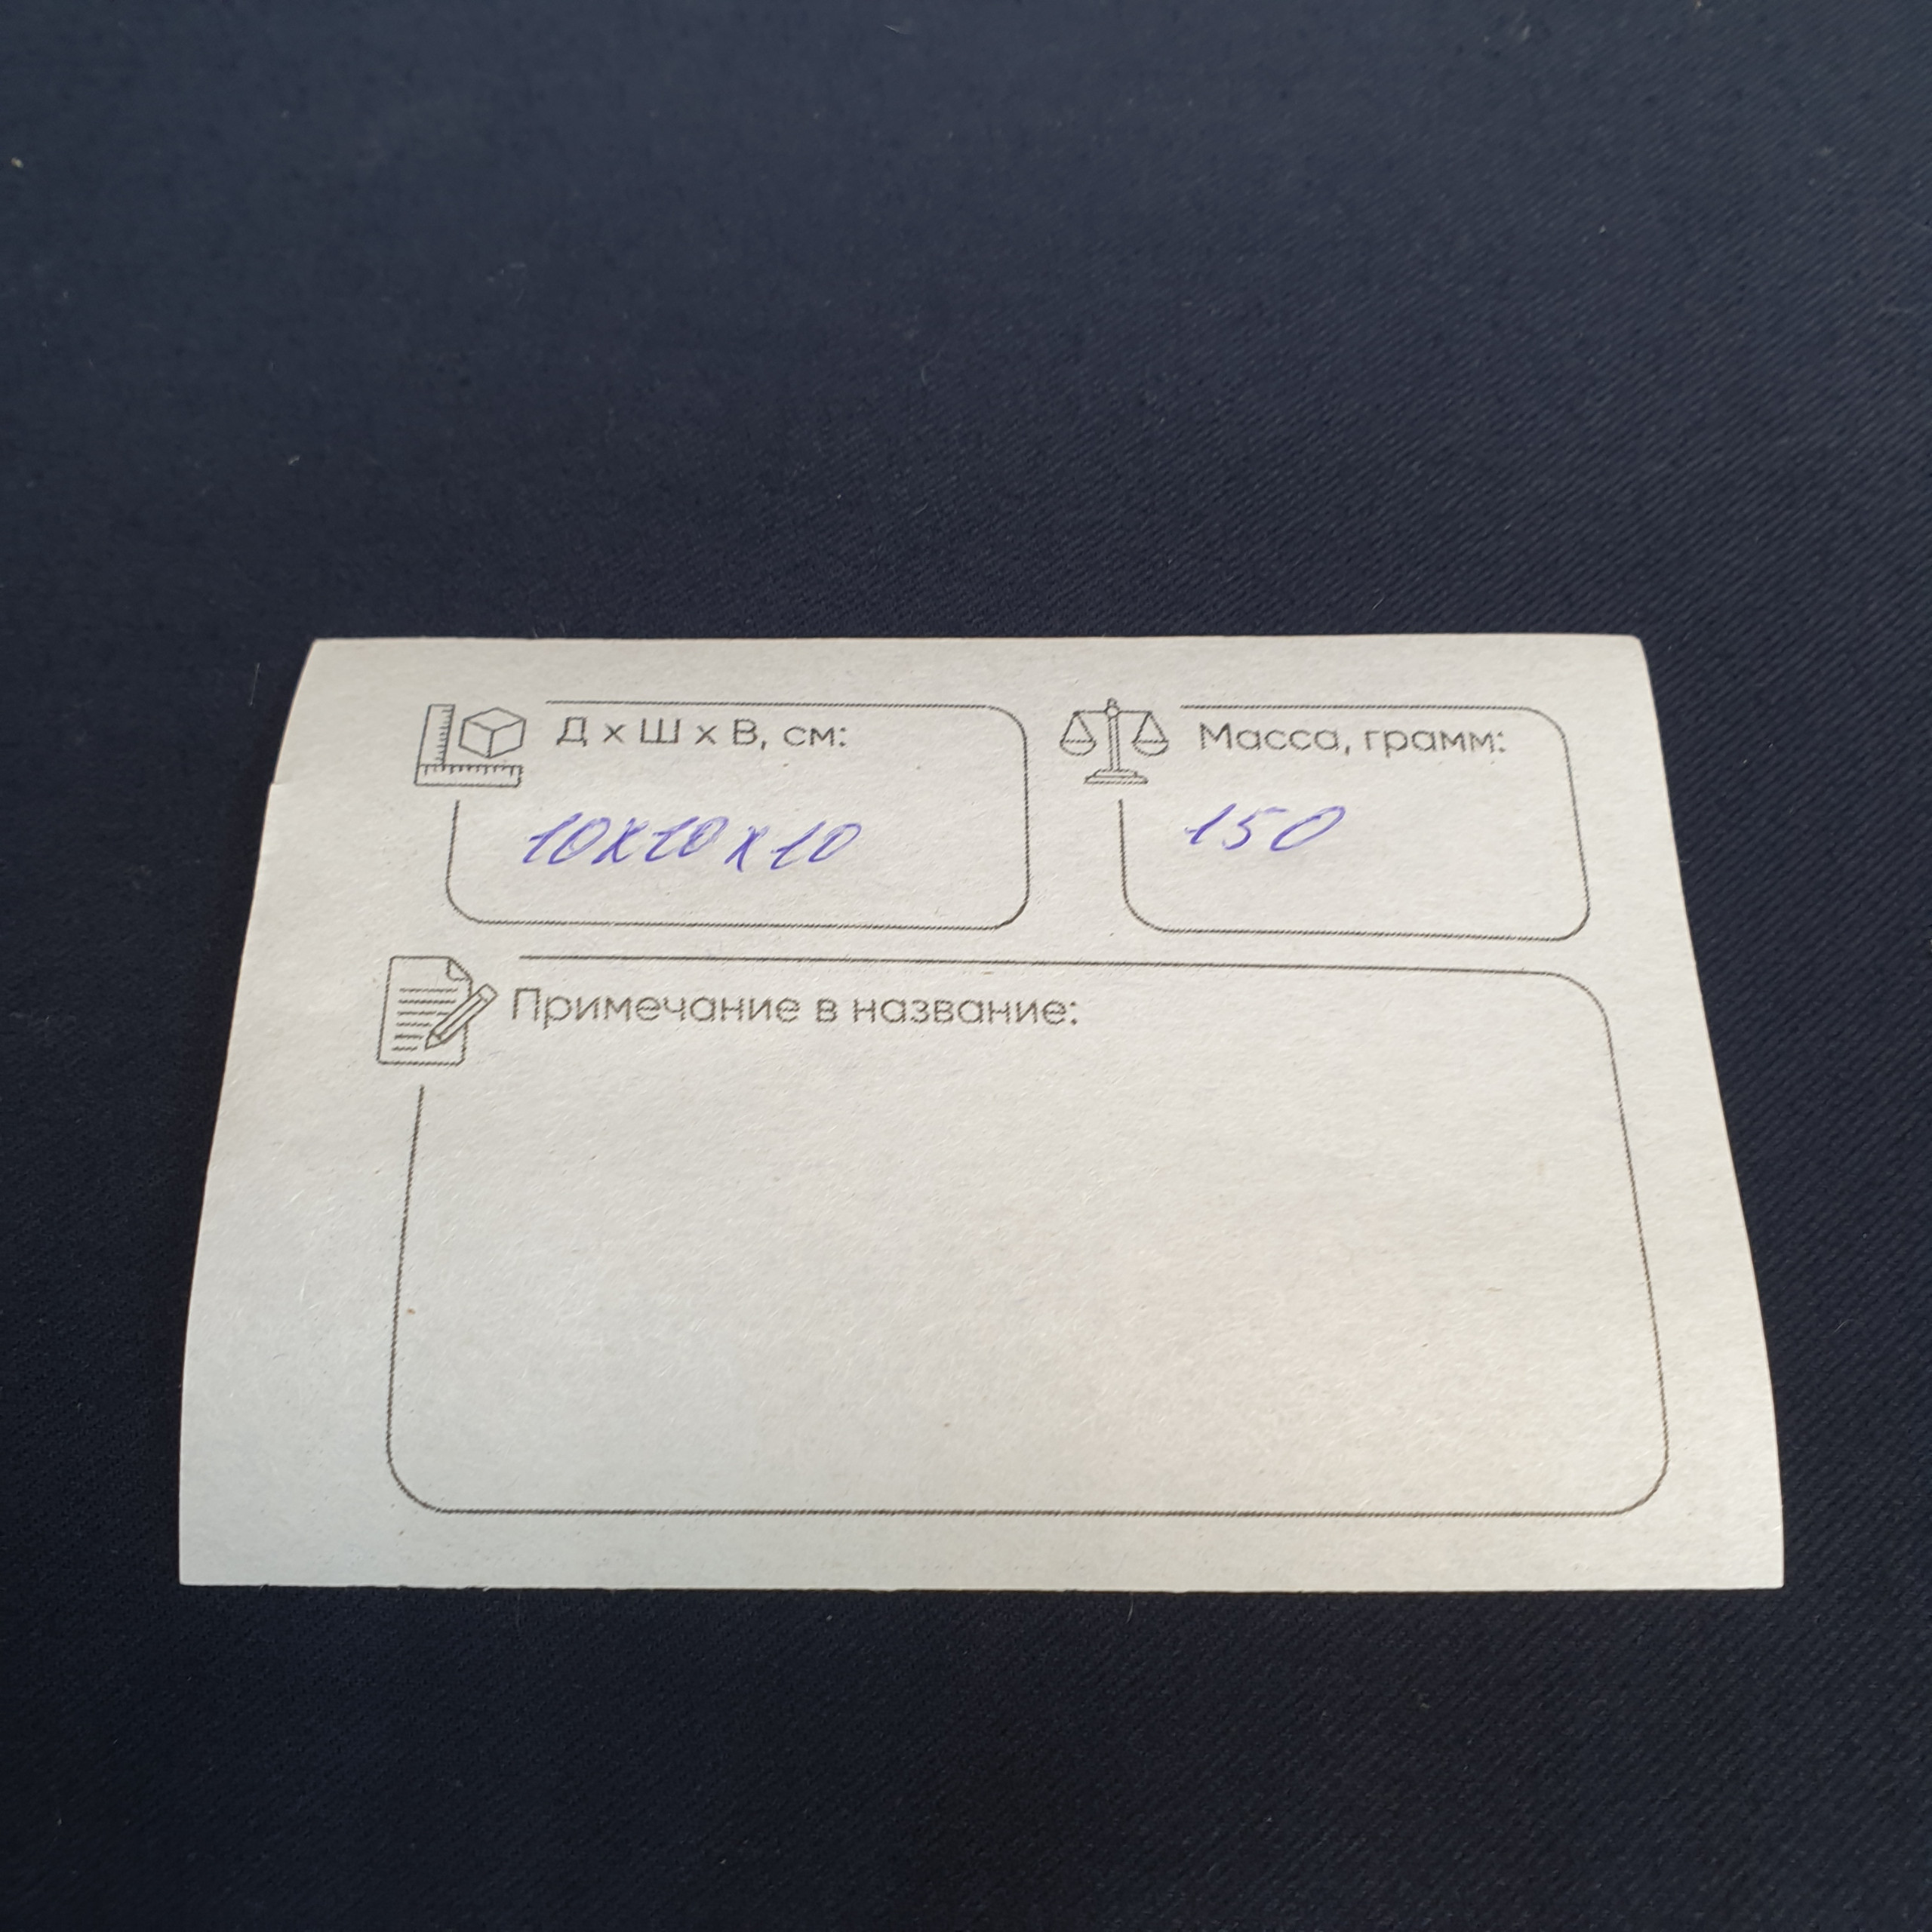 Д х Ш х В, см:
10х10х10
Масса, грамм:
150
Примечание в название: